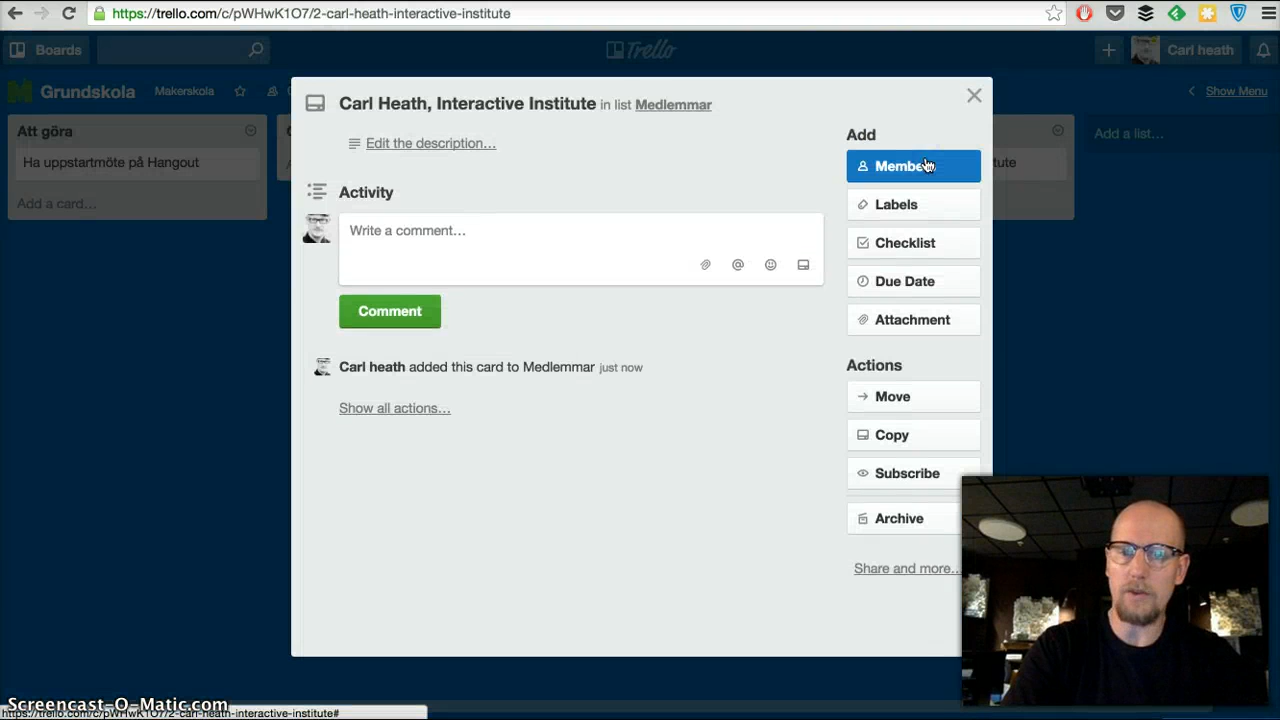 https://trello.com/c/pWHwK1O7/2-carl-heath-interactive-institute
Boards
Trello
Carl heath
Grundskola
Makerskola
Show Menu
Att göra
Ha uppstartmöte på Hangout
Add a card…
Add a list…
Carl Heath, Interactive Institute in list Medlemmar
Edit the description…
Activity
Write a comment…
Comment
Carl heath added this card to Medlemmar just now
Show all actions…
Add
Members
Labels
Checklist
Due Date
Attachment
Actions
Move
Copy
Subscribe
Archive
Share and more…
Screencast-O-Matic.com
https://trello.com/c/pWHwK1O7/2-carl-heath-interactive-institute#